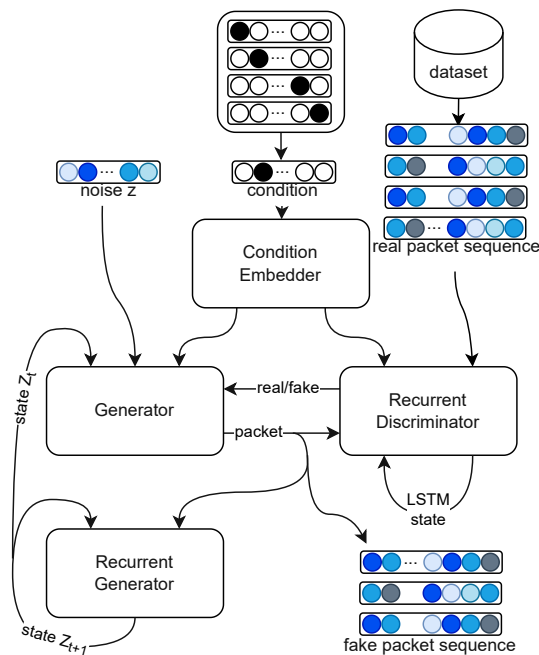 dataset
noise z
condition
real packet sequence
Condition
Embedder
state Z_t
Generator
real/fake
packet
Recurrent
Discriminator
LSTM
state
Recurrent
Generator
state Z_{t+1}
fake packet sequence